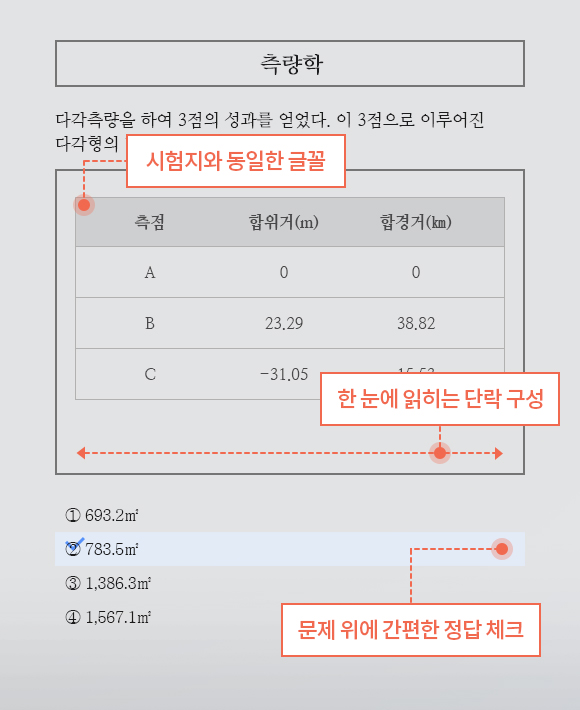 측량학
다각측량을 하여 3점의 성과를 얻었다. 이 3점으로 이루어진
다각형의
시험지와 동일한 글꼴
측점 합위거(m) 합경거(㎞)
A 0 0
B 23.29 38.82
C -31.05
한 눈에 읽히는 단락 구성
① 693.2㎡
② 783.5㎡
③ 1,386.3㎡
④ 1,567.1㎡
문제 위에 간편한 정답 체크